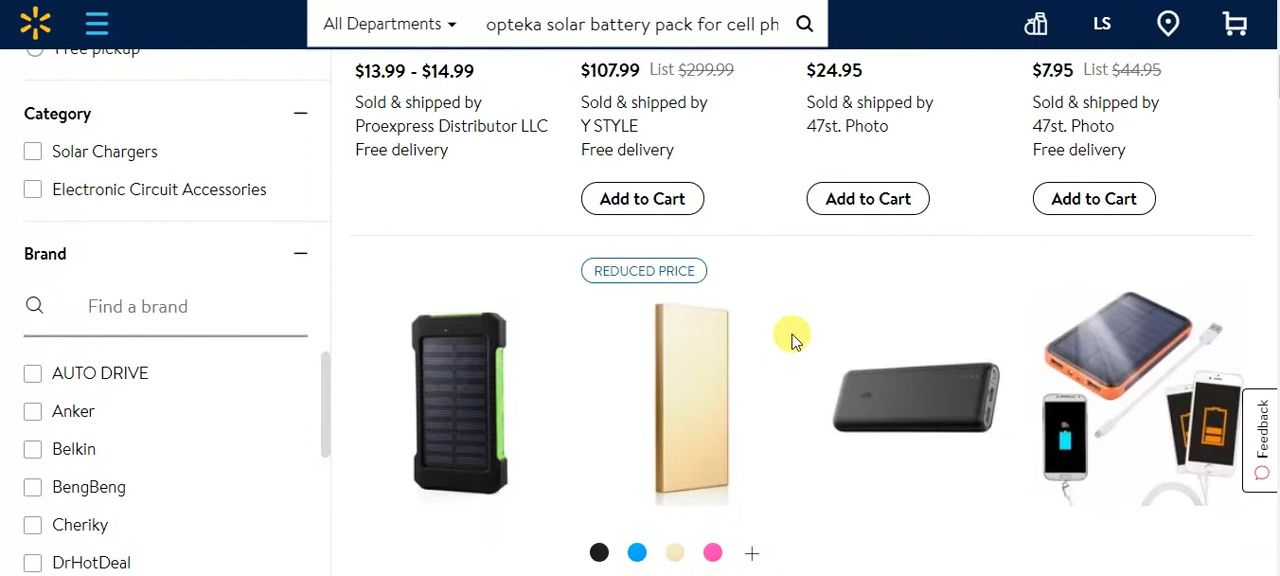 All Departments
opteka solar battery pack for cell ph
LS
Free pickup
Category
Solar Chargers
Electronic Circuit Accessories
Brand
Find a brand
AUTO DRIVE
Anker
Belkin
BengBeng
Cheriky
DrHotDeal
$13.99 - $14.99
Sold & shipped by
Proexpress Distributor LLC
Free delivery
$107.99 List $299.99
Sold & shipped by
Y STYLE
Free delivery
Add to Cart
$24.95
Sold & shipped by
47st. Photo
Add to Cart
$7.95 List $44.95
Sold & shipped by
47st. Photo
Free delivery
Add to Cart
REDUCED PRICE
Feedback